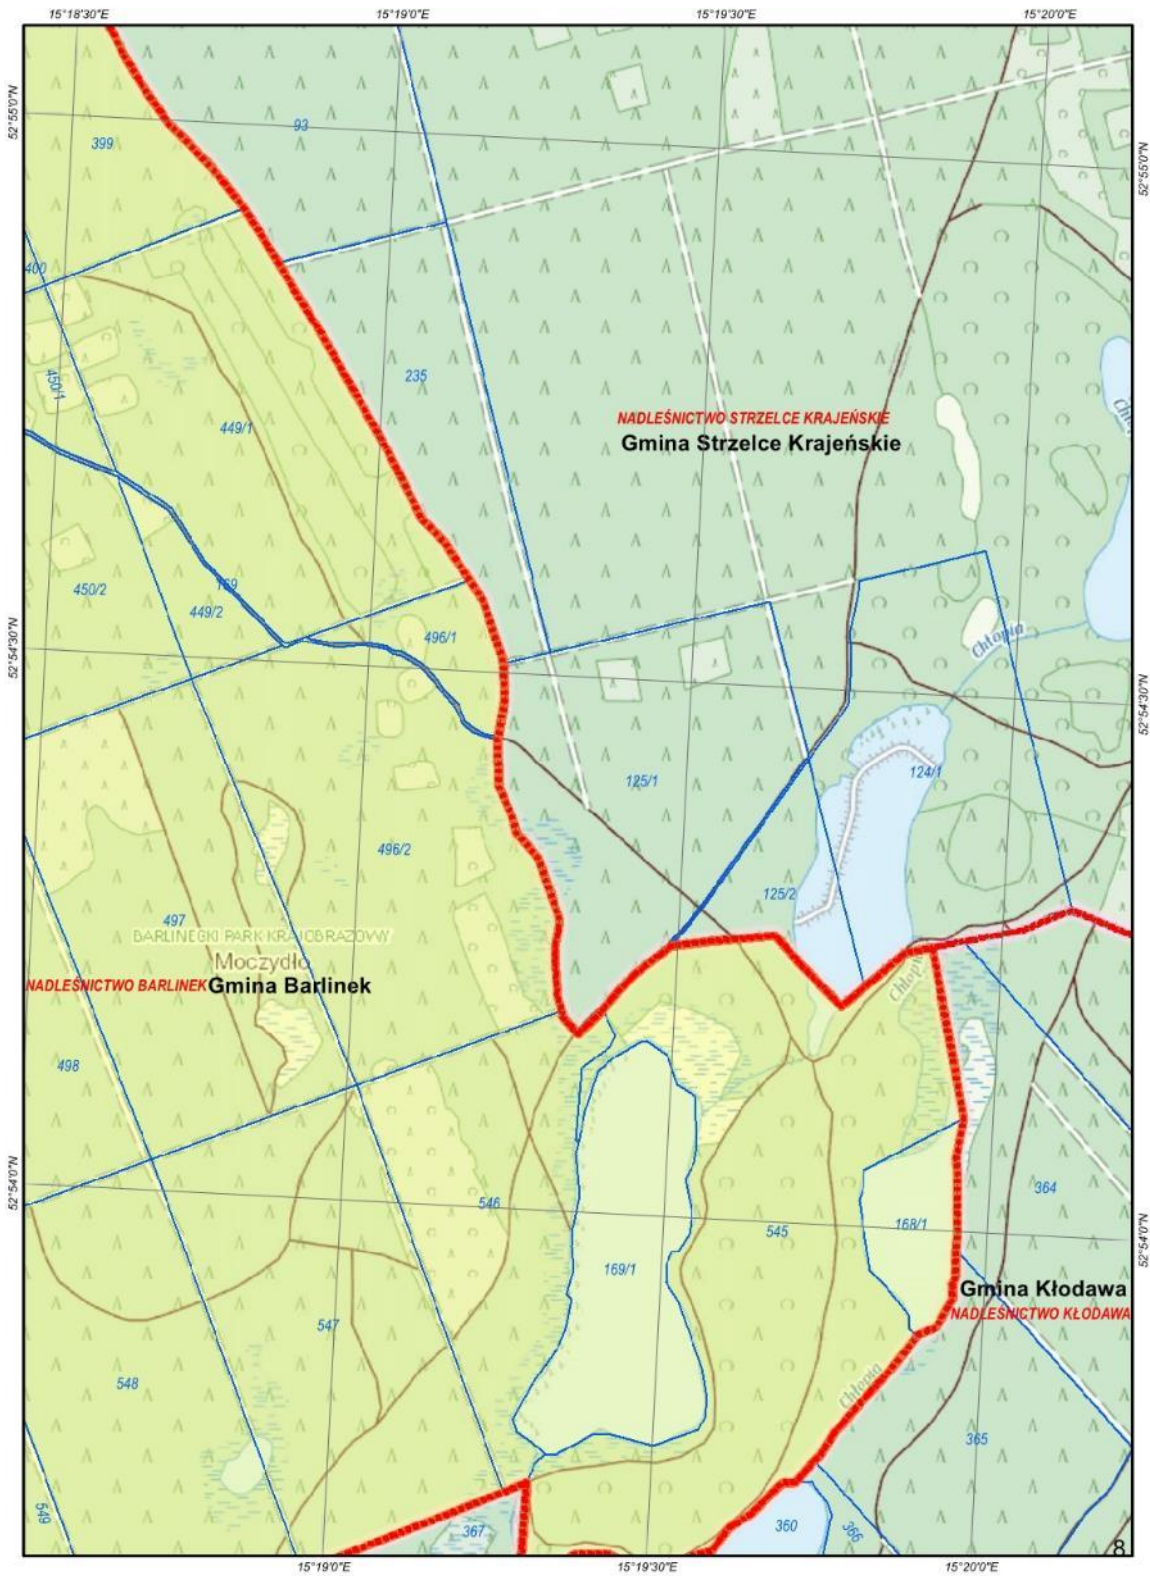 15°18'30"E
15°19'0"E
15°19'30"E
15°20'0"E
52°55'0"N
52°55'0"N
93
399
400
450/1
235
449/1
NADLEŚNICTWO STRZELCE KRAJEŃSKIE
Gmina Strzelce Krajeńskie
450/2
169
449/2
496/1
Chłopia
52°54'30"N
52°54'30"N
125/1
124/1
496/2
125/2
497
BARLINECKI PARK KRAJOBRAZOWY
Moczydło
NADLEŚNICTWO BARLINEK
Gmina Barlinek
Chłopia
498
52°54'0"N
52°54'0"N
546
545
168/1
364
169/1
Gmina Kłodawa
NADLEŚNICTWO KŁODAWA
547
548
Chłopia
365
549
367
360
366
8
15°19'0"E
15°19'30"E
15°20'0"E